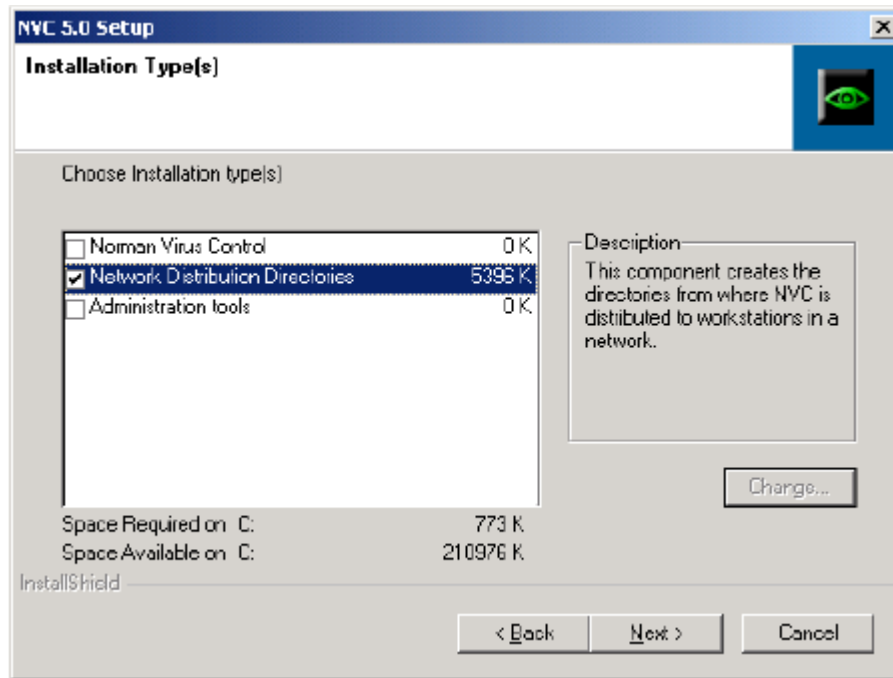 NVC 5.0 Setup
Installation Type(s)
Choose Installation type(s)
Norman Virus Control 0 K
Network Distribution Directories 5396 K
Administration tools 0 K
Description
This component creates the
directories from where NVC is
distributed to workstations in a
network.
Change...
Space Required on C: 773 K
Space Available on C: 210976 K
InstallShield
< Back Next > Cancel